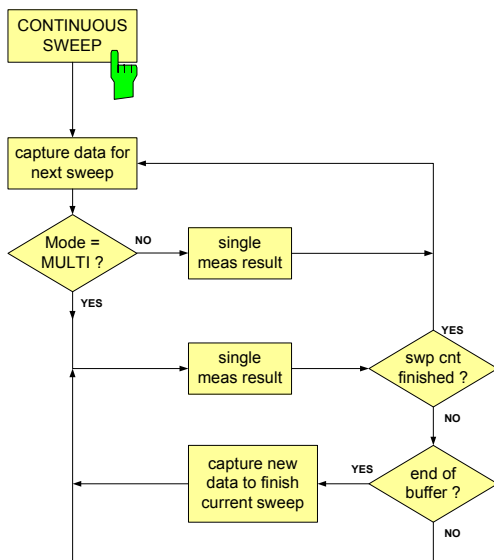 CONTINUOUS
SWEEP
capture data for
next sweep
Mode =
MULTI ?
NO
single
meas result
YES
YES
single
meas result
swp cnt
finished ?
NO
capture new
data to finish
current sweep
YES
end of
buffer ?
NO